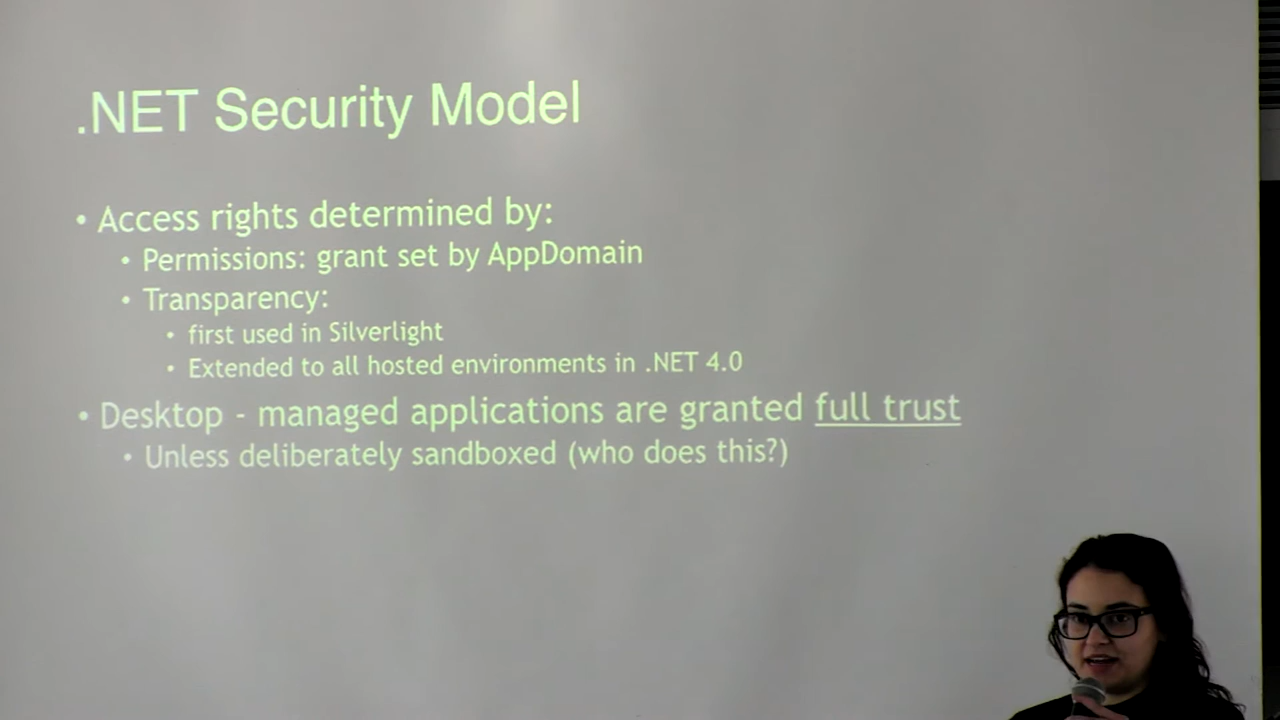 .NET Security Model
• Access rights determined by:
• Permissions: grant set by AppDomain
• Transparency:
• first used in Silverlight
• Extended to all hosted environments in .NET 4.0
• Desktop - managed applications are granted full trust
• Unless deliberately sandboxed (who does this?)